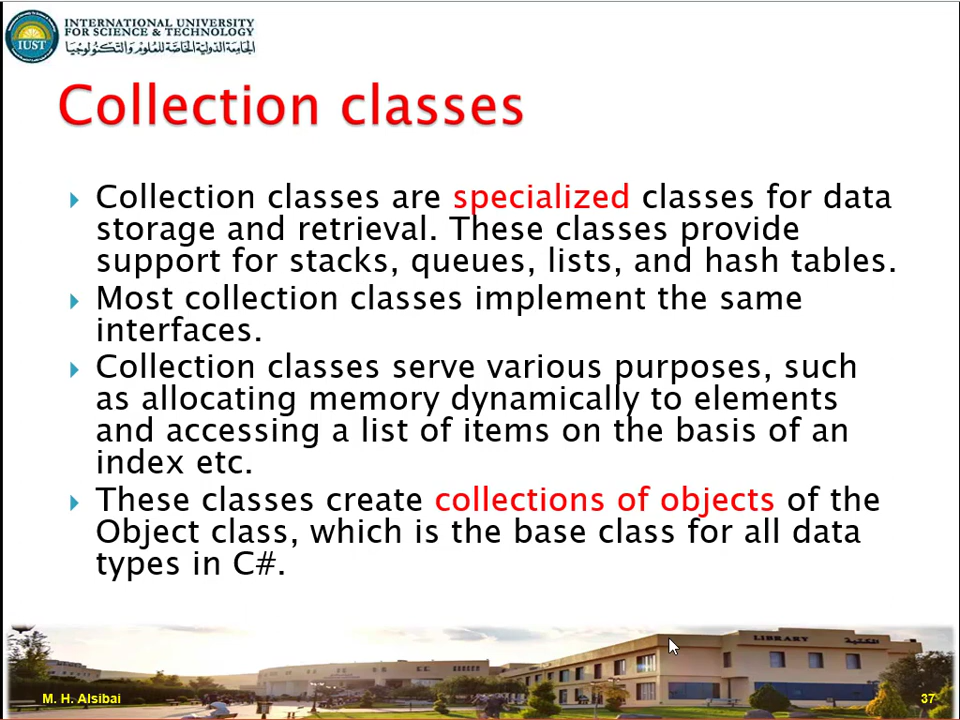 INTERNATIONAL UNIVERSITY
FOR SCIENCE & TECHNOLOGY
الجامعة الدولية الخاصة للعلوم والتكنولوجيا
IUST
Collection classes
Collection classes are specialized classes for data
storage and retrieval. These classes provide
support for stacks, queues, lists, and hash tables.
Most collection classes implement the same
interfaces.
Collection classes serve various purposes, such
as allocating memory dynamically to elements
and accessing a list of items on the basis of an
index etc.
These classes create collections of objects of the
Object class, which is the base class for all data
types in C#.
LIBRARY المكتبة
M. H. Alsibai
37